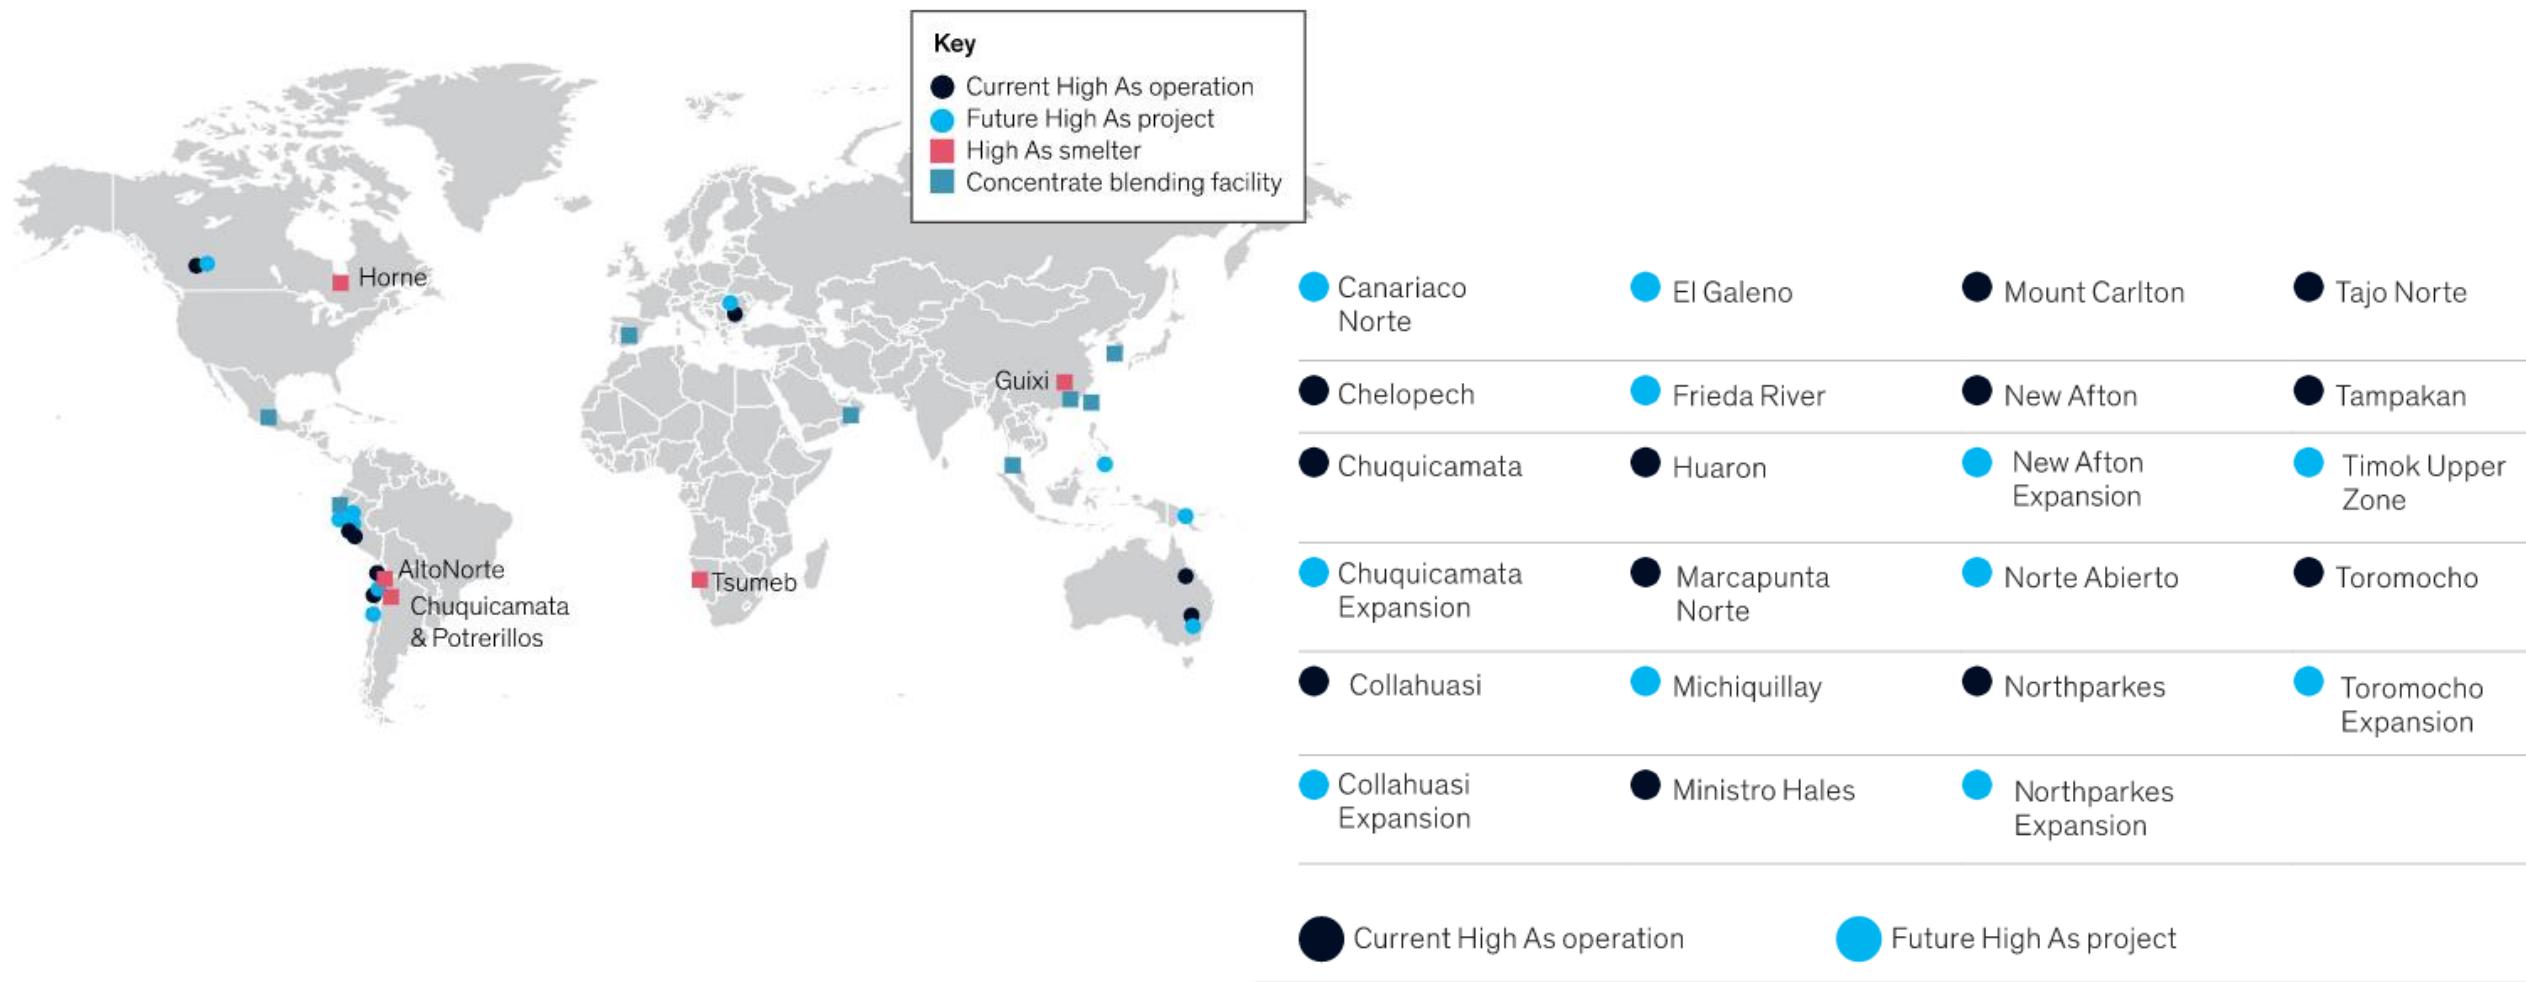 Key
Current High As operation
Future High As project
High As smelter
Concentrate blending facility
Horne
Guixi
AltoNorte
Chuquicamata
& Potrerillos
Tsumeb
Canariaco
Norte
El Galeno
Mount Carlton
Tajo Norte
Chelopech
Frieda River
New Afton
Tampakan
Chuquicamata
Huaron
New Afton
Expansion
Timok Upper
Zone
Chuquicamata
Expansion
Marcapunta
Norte
Norte Abierto
Toromocho
Collahuasi
Michiquillay
Northparkes
Toromocho
Expansion
Collahuasi
Expansion
Ministro Hales
Northparkes
Expansion
Current High As operation
Future High As project